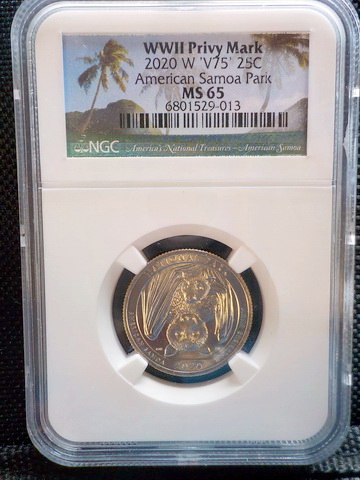 WWII Privy Mark
2020 W 'V75' 25C
American Samoa Park
MS 65
6801529-013
NGC
America's National Treasures ~ American Samoa